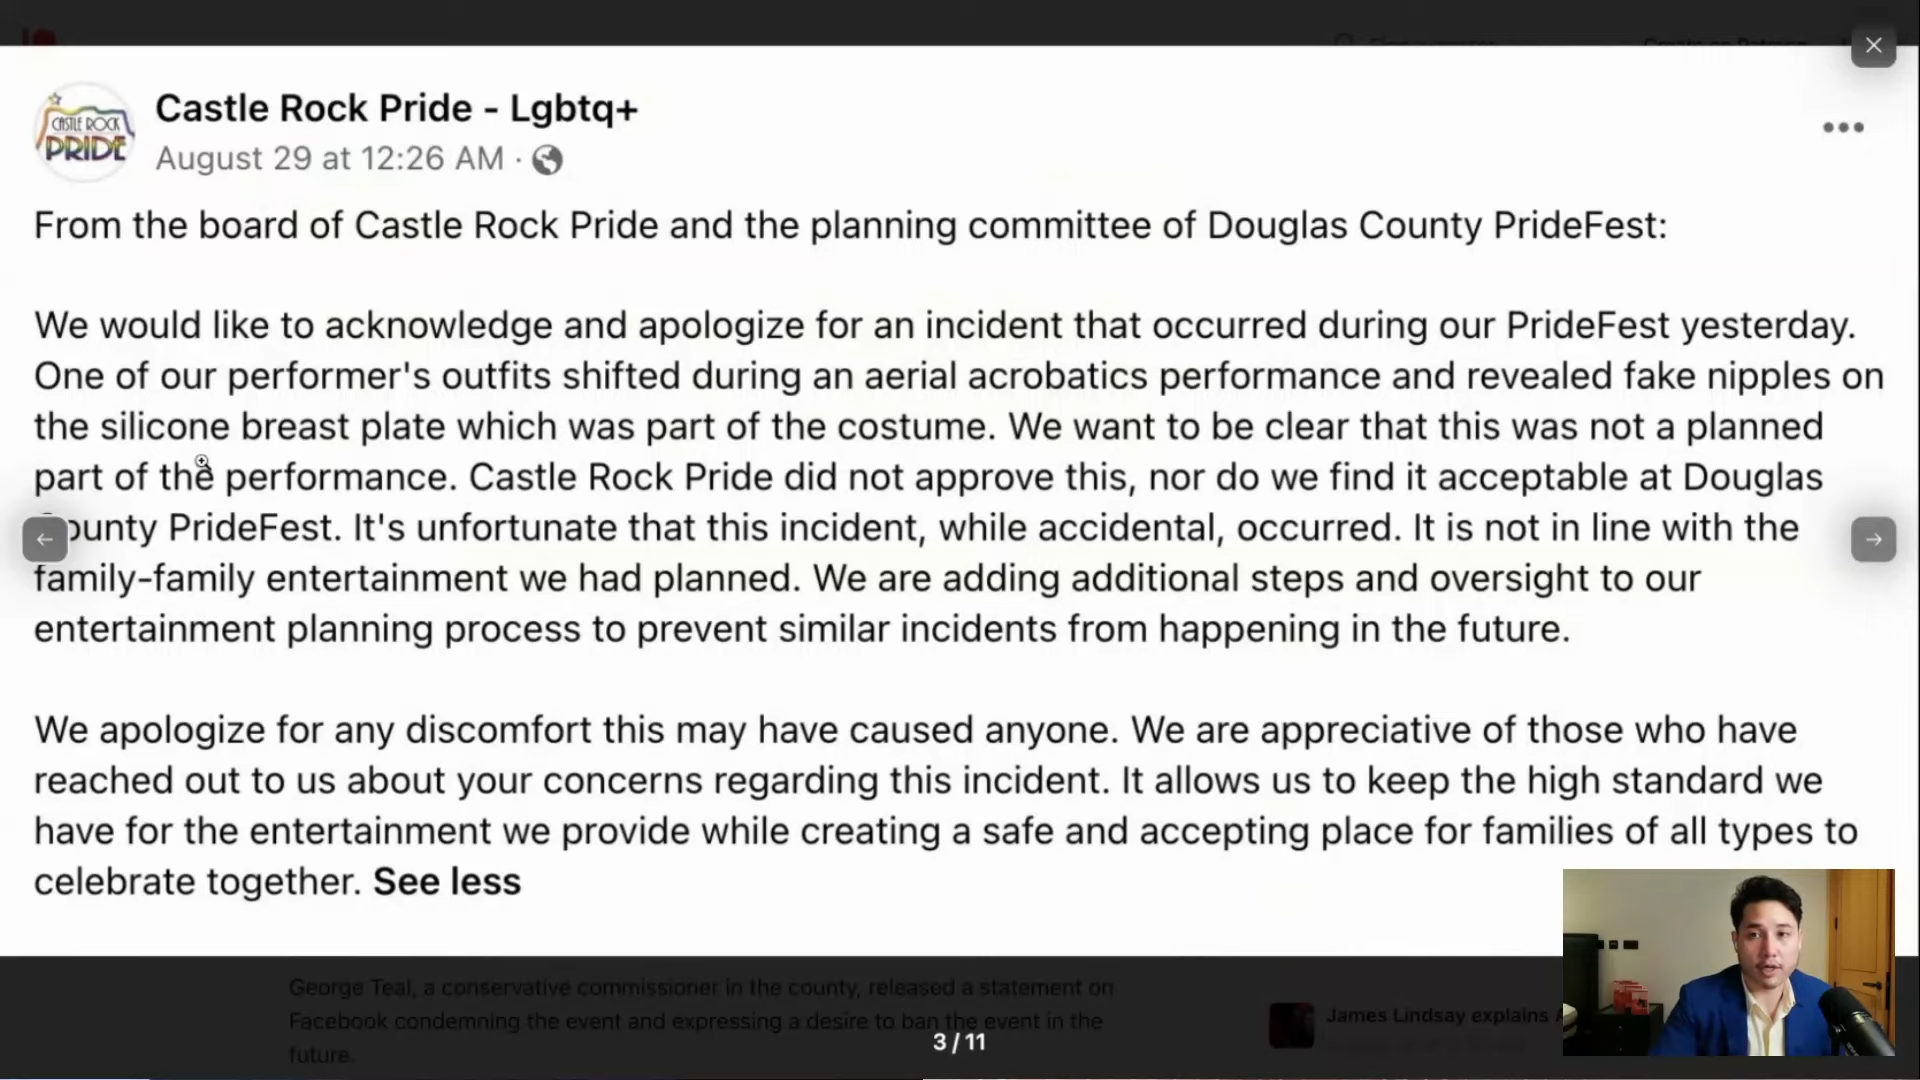 Castle Rock Pride - Lgbtq+
August 29 at 12:26 AM ·
CASTLE ROCK
PRIDE
From the board of Castle Rock Pride and the planning committee of Douglas County PrideFest:
We would like to acknowledge and apologize for an incident that occurred during our PrideFest yesterday.
One of our performer's outfits shifted during an aerial acrobatics performance and revealed fake nipples on
the silicone breast plate which was part of the costume. We want to be clear that this was not a planned
part of the performance. Castle Rock Pride did not approve this, nor do we find it acceptable at Douglas
ounty PrideFest. It's unfortunate that this incident, while accidental, occurred. It is not in line with the
family-family entertainment we had planned. We are adding additional steps and oversight to our
entertainment planning process to prevent similar incidents from happening in the future.
We apologize for any discomfort this may have caused anyone. We are appreciative of those who have
reached out to us about your concerns regarding this incident. It allows us to keep the high standard we
have for the entertainment we provide while creating a safe and accepting place for families of all types to
celebrate together. See less
George Teal, a conservative commissioner in the county, released a statement on
Facebook condemning the event and expressing a desire to ban the event in the
future.
3 / 11
James Lindsay explains